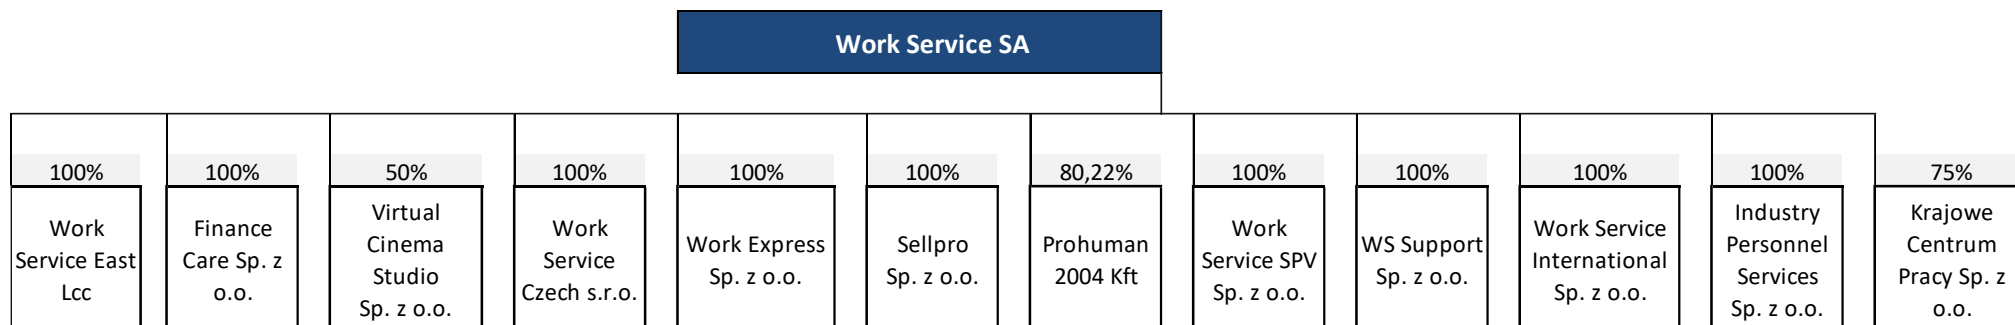 Work Service SA
100%
100%
50%
100%
100%
100%
80,22%
100%
100%
100%
100%
75%
Work
Service East
Lcc
Finance
Care Sp. z
o.o.
Virtual
Cinema
Studio
Sp. z o.o.
Work
Service
Czech s.r.o.
Work Express
Sp. z o.o.
Sellpro
Sp. z o.o.
Prohuman
2004 Kft
Work
Service SPV
Sp. z o.o.
WS Support
Sp. z o.o.
Work Service
International
Sp. z o.o.
Industry
Personnel
Services
Sp. z o.o.
Krajowe
Centrum
Pracy Sp. z
o.o.